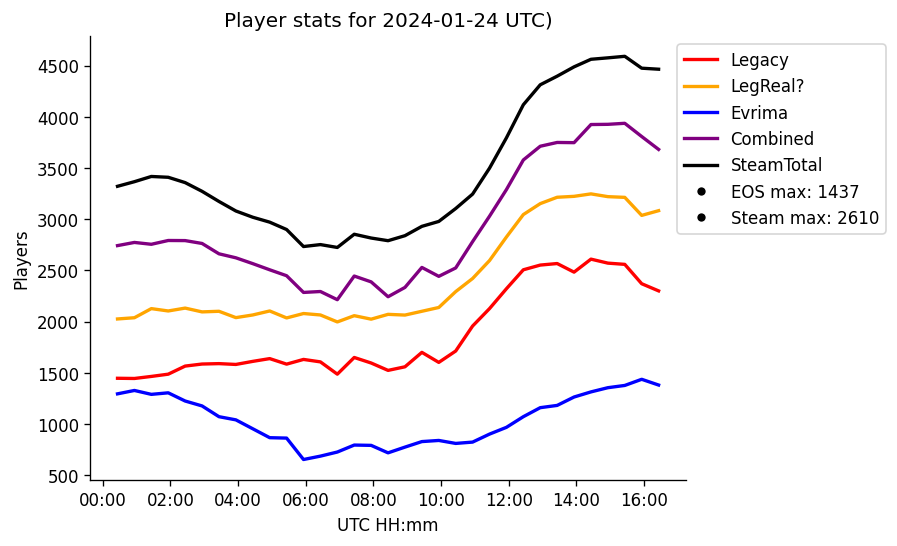 Player stats for 2024-01-24 UTC)
Players
4500
4000
3500
3000
2500
2000
1500
1000
500
00:00 02:00 04:00 06:00 08:00 10:00 12:00 14:00 16:00
UTC HH:mm
Legacy
LegReal?
Evrima
Combined
SteamTotal
EOS max: 1437
Steam max: 2610